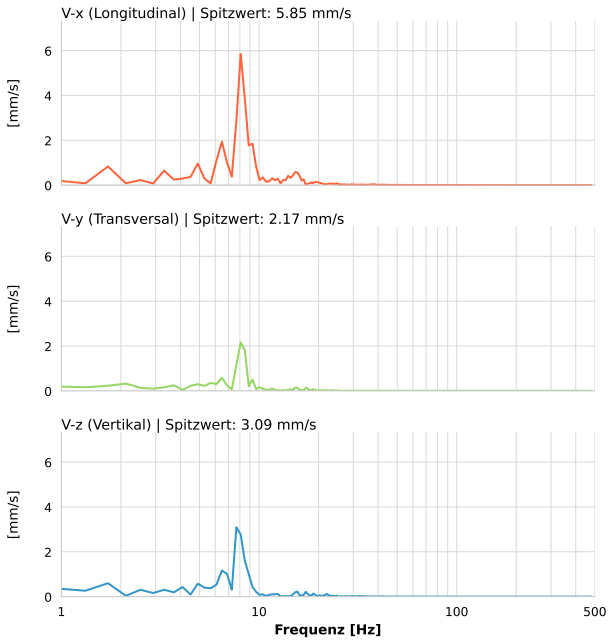 V-x (Longitudinal) | Spitzwert: 5.85 mm/s
6
4
2
0
[mm/s]
V-y (Transversal) | Spitzwert: 2.17 mm/s
6
4
2
0
[mm/s]
V-z (Vertikal) | Spitzwert: 3.09 mm/s
6
4
2
0
[mm/s]
1 10 100 500
Frequenz [Hz]